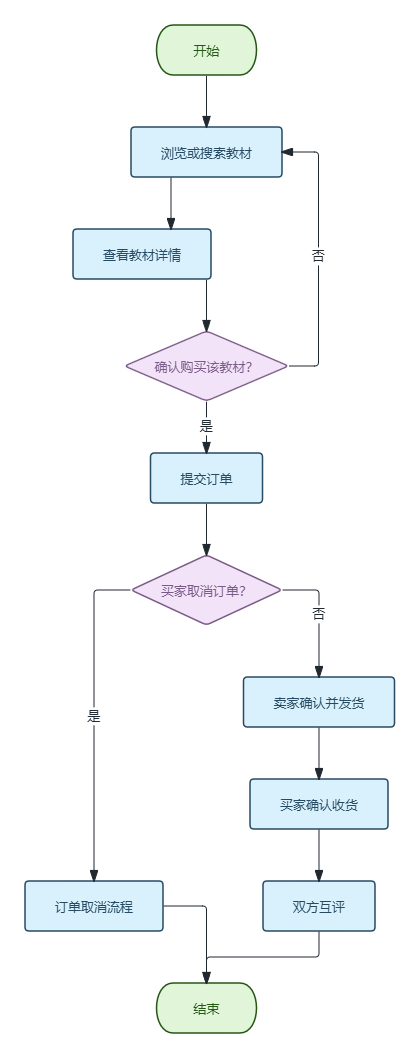 开始
浏览或搜索教材
查看教材详情
否
确认购买该教材?
是
提交订单
买家取消订单?
否
卖家确认并发货
是
买家确认收货
订单取消流程
双方互评
结束